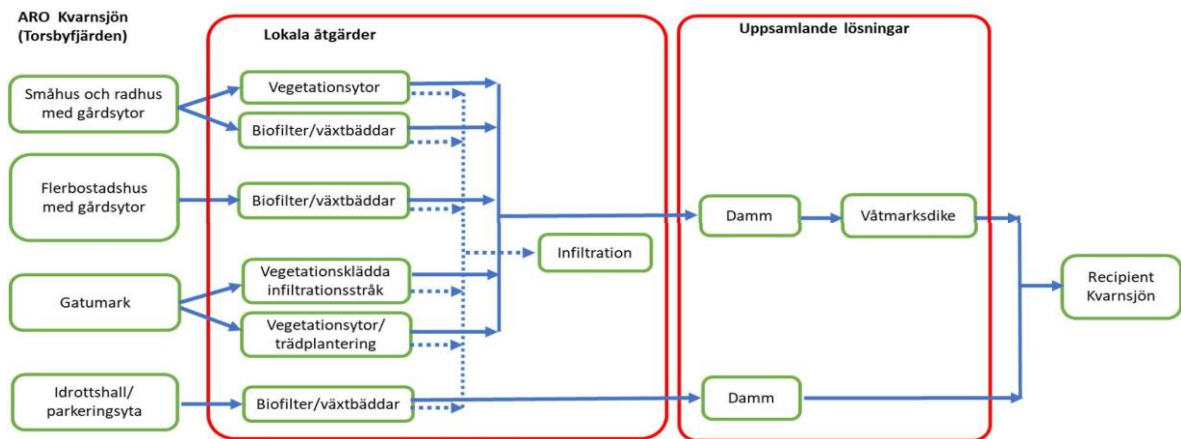 ARO Kvarnsjön
(Torsbyfjärden)
Lokala åtgärder
Uppsamlande lösningar
Småhus och radhus
med gårdsytor
Vegetationsytor
Biofilter/växtbäddar
Flerbostadshus
med gårdsytor
Biofilter/växtbäddar
Damm
Våtmarksdike
Infiltration
Gatumark
Vegetationsklädda
infiltrationsstråk
Vegetationsytor/
trädplantering
Recipient
Kvarnsjön
Idrottshall/
parkeringsyta
Biofilter/växtbäddar
Damm